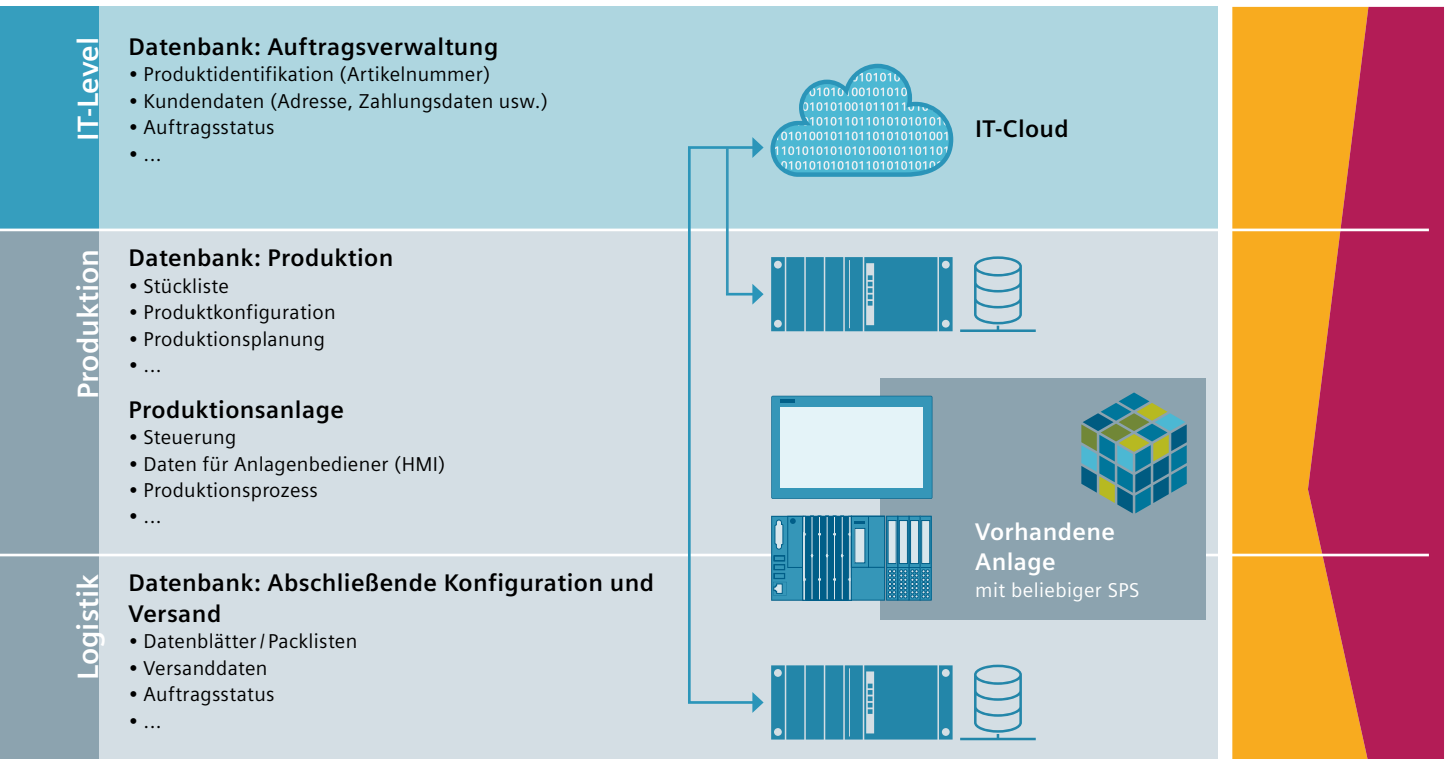 IT-Level
Datenbank: Auftragsverwaltung
• Produktidentifikation (Artikelnummer)
• Kundendaten (Adresse, Zahlungsdaten usw.)
• Auftragsstatus
• ...
IT-Cloud
Produktion
Datenbank: Produktion
• Stückliste
• Produktkonfiguration
• Produktionsplanung
• ...
Produktionsanlage
• Steuerung
• Daten für Anlagenbediener (HMI)
• Produktionsprozess
• ...
Vorhandene
Anlage
mit beliebiger SPS
Logistik
Datenbank: Abschließende Konfiguration und
Versand
• Datenblätter / Packlisten
• Versanddaten
• Auftragsstatus
• ...